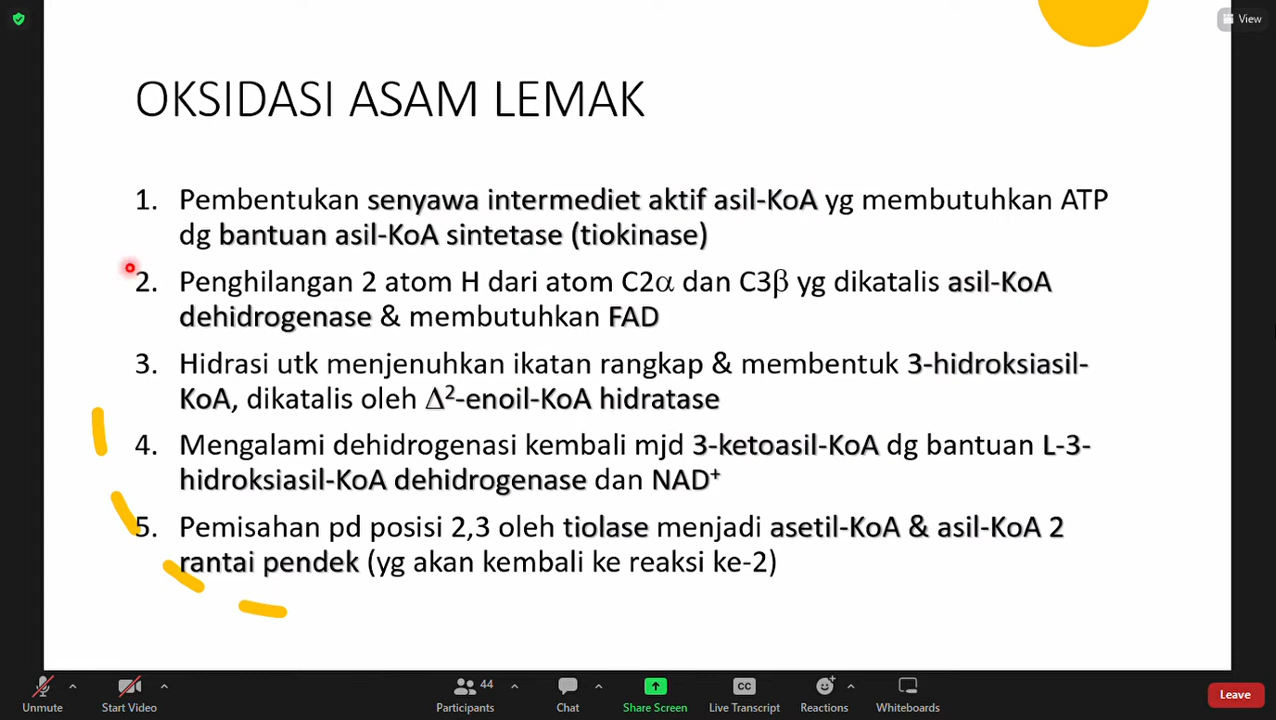 View
OKSIDASI ASAM LEMAK
1. Pembentukan senyawa intermediet aktif asil-KoA yg membutuhkan ATP
dg bantuan asil-KoA sintetase (tiokinase)
2. Penghilangan 2 atom H dari atom C2α dan C3β yg dikatalis asil-KoA
dehidrogenase & membutuhkan FAD
3. Hidrasi utk menjenuhkan ikatan rangkap & membentuk 3-hidroksiasil-
KoA, dikatalis oleh Δ²-enoil-KoA hidratase
4. Mengalami dehidrogenasi kembali mjd 3-ketoasil-KoA dg bantuan L-3-
hidroksiasil-KoA dehidrogenase dan NAD⁺
5. Pemisahan pd posisi 2,3 oleh tiolase menjadi asetil-KoA & asil-KoA 2
rantai pendek (yg akan kembali ke reaksi ke-2)
44
CC
Unmute Start Video Participants Chat Share Screen Live Transcript Reactions Whiteboards Leave